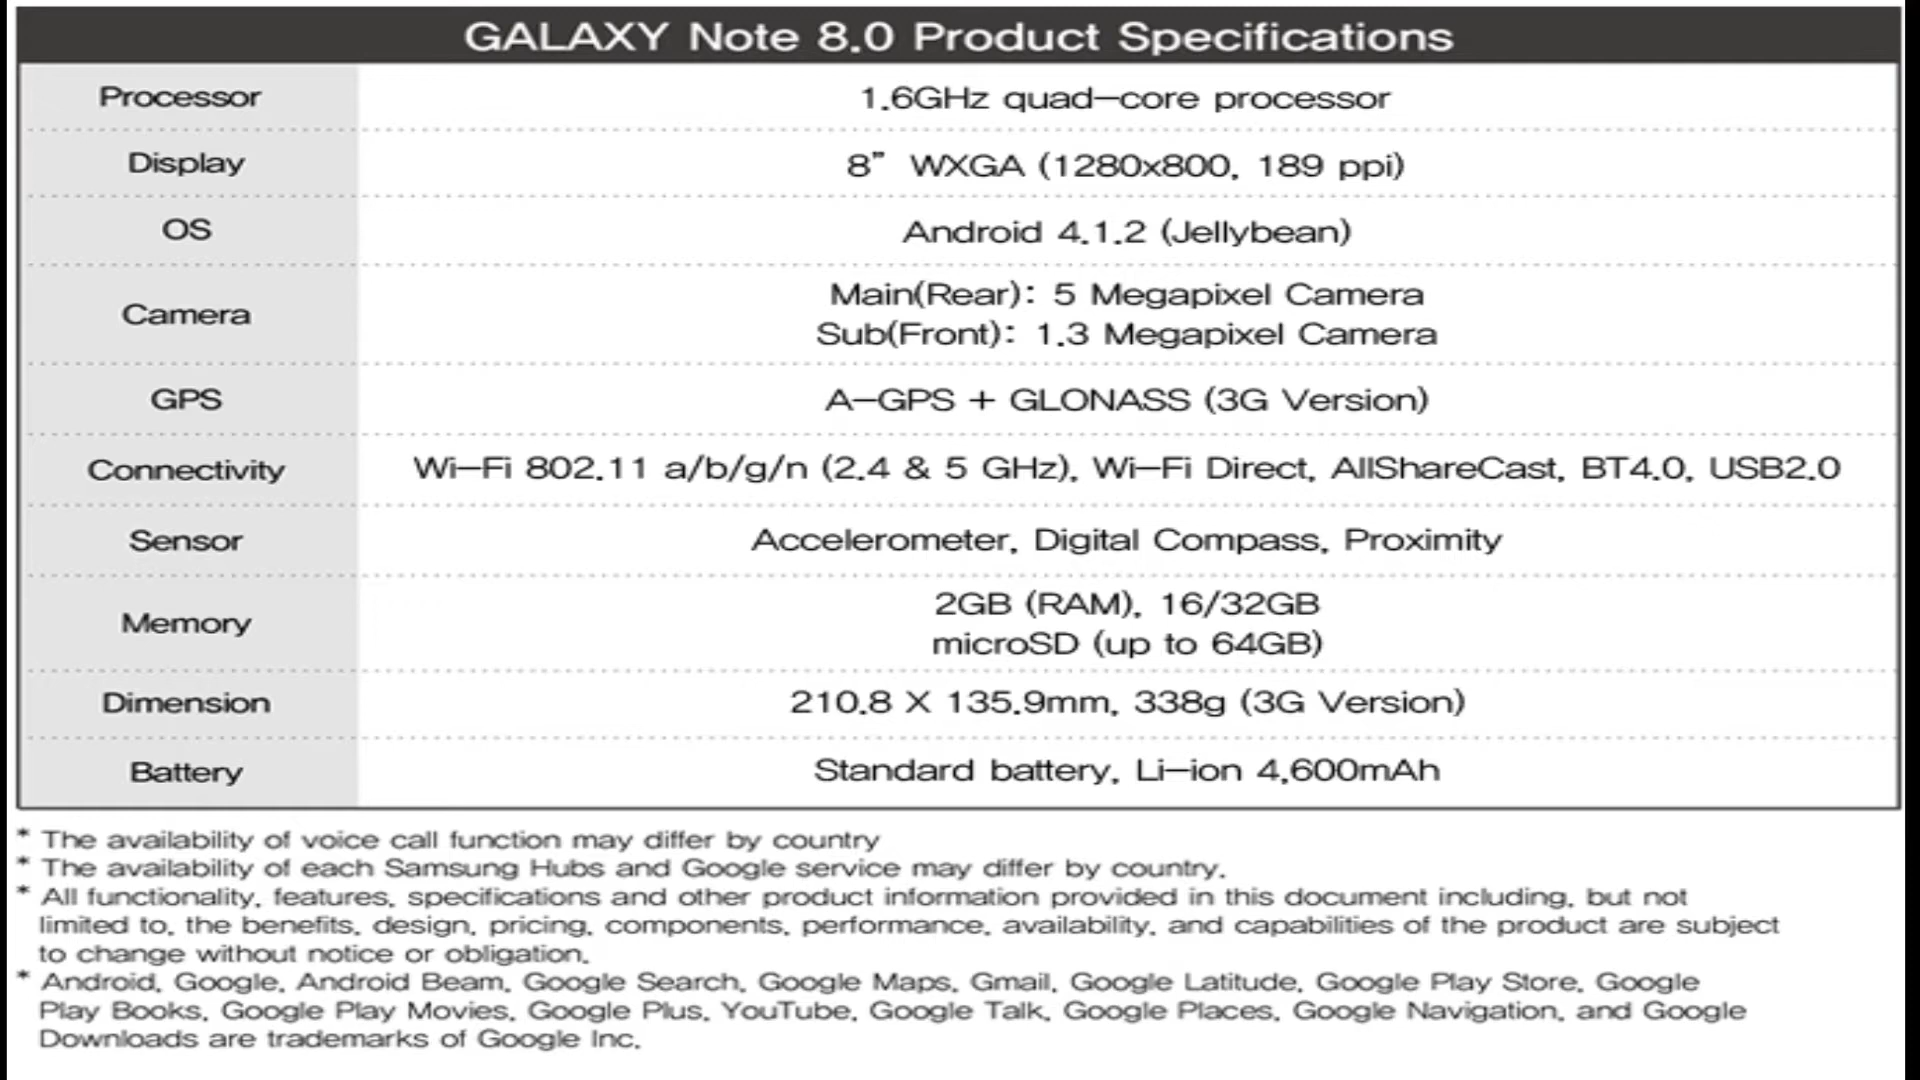 GALAXY Note 8.0 Product Specifications
Processor
1.6GHz quad-core processor
Display
8” WXGA (1280x800, 189 ppi)
OS
Android 4.1.2 (Jellybean)
Camera
Main(Rear): 5 Megapixel Camera
Sub(Front): 1.3 Megapixel Camera
GPS
A-GPS + GLONASS (3G Version)
Connectivity
Wi-Fi 802.11 a/b/g/n (2.4 & 5 GHz), Wi-Fi Direct, AllShareCast, BT4.0, USB2.0
Sensor
Accelerometer, Digital Compass, Proximity
Memory
2GB (RAM), 16/32GB
microSD (up to 64GB)
Dimension
210.8 X 135.9mm, 338g (3G Version)
Battery
Standard battery, Li-ion 4,600mAh
* The availability of voice call function may differ by country
* The availability of each Samsung Hubs and Google service may differ by country.
* All functionality, features, specifications and other product information provided in this document including, but not
limited to, the benefits, design, pricing, components, performance, availability, and capabilities of the product are subject
to change without notice or obligation.
* Android, Google, Android Beam, Google Search, Google Maps, Gmail, Google Latitude, Google Play Store, Google
Play Books, Google Play Movies, Google Plus, YouTube, Google Talk, Google Places, Google Navigation, and Google
Downloads are trademarks of Google Inc.